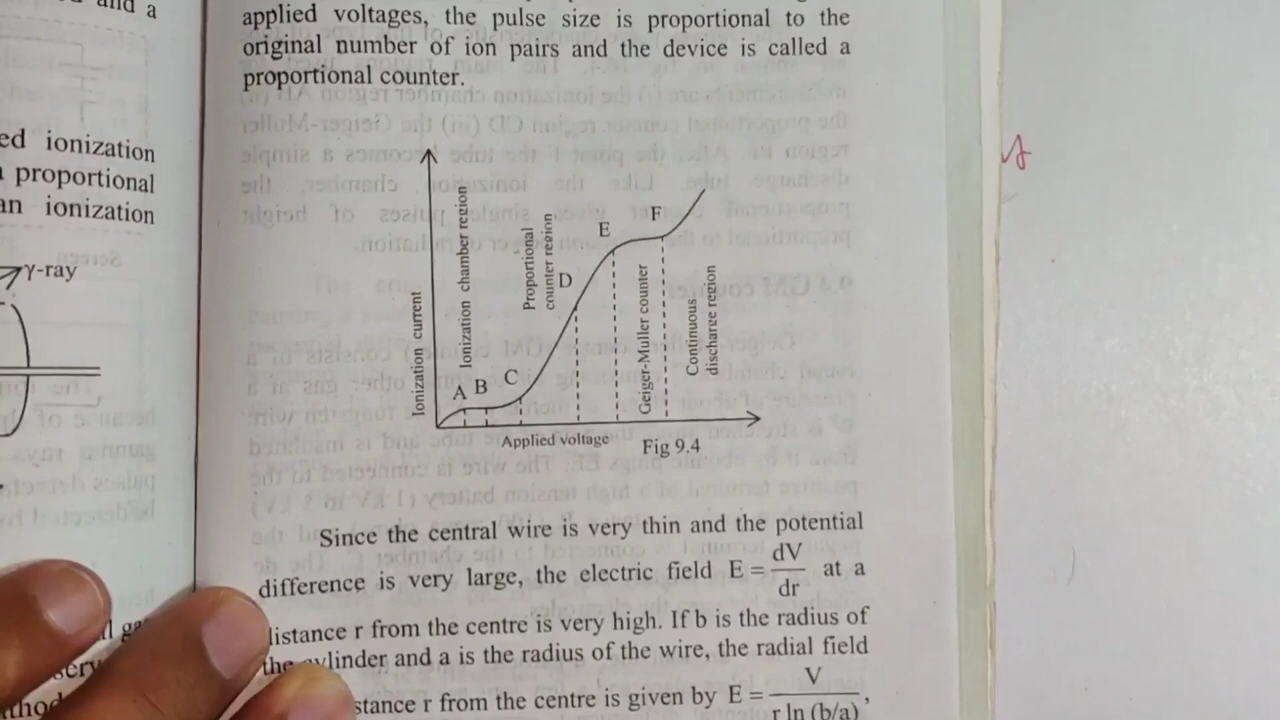 and a
ed ionization
proportional
an ionization
γ-ray
applied voltages, the pulse size is proportional to the
original number of ion pairs and the device is called a
proportional counter.
Ionization current
Ionization chamber region
Proportional
counter region
Geiger-Muller counter
Continuous
discharge region
A
B
C
D
E
F
Applied voltage
Fig 9.4
Since the central wire is very thin and the potential
difference is very large, the electric field E = dV/dr at a
distance r from the centre is very high. If b is the radius of
the cylinder and a is the radius of the wire, the radial field
stance r from the centre is given by E = V/r ln (b/a),